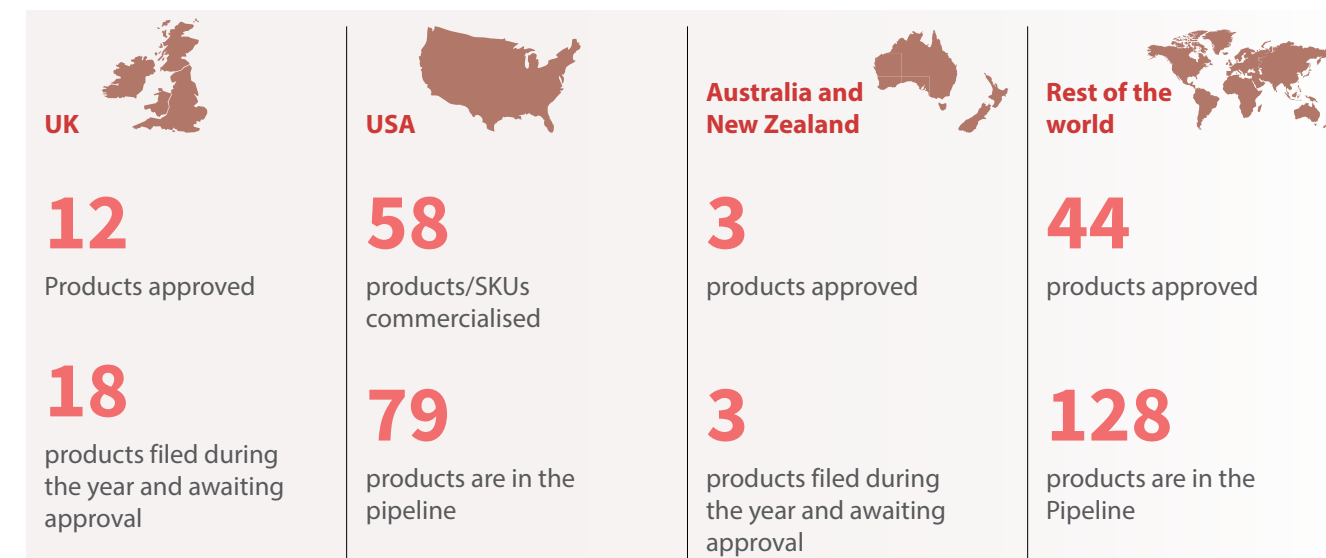 UK
12
Products approved
18
products filed during
the year and awaiting
approval
USA
58
products/SKUs
commercialised
79
products are in the
pipeline
Australia and
New Zealand
3
products approved
3
products filed during
the year and awaiting
approval
Rest of the
world
44
products approved
128
products are in the
Pipeline